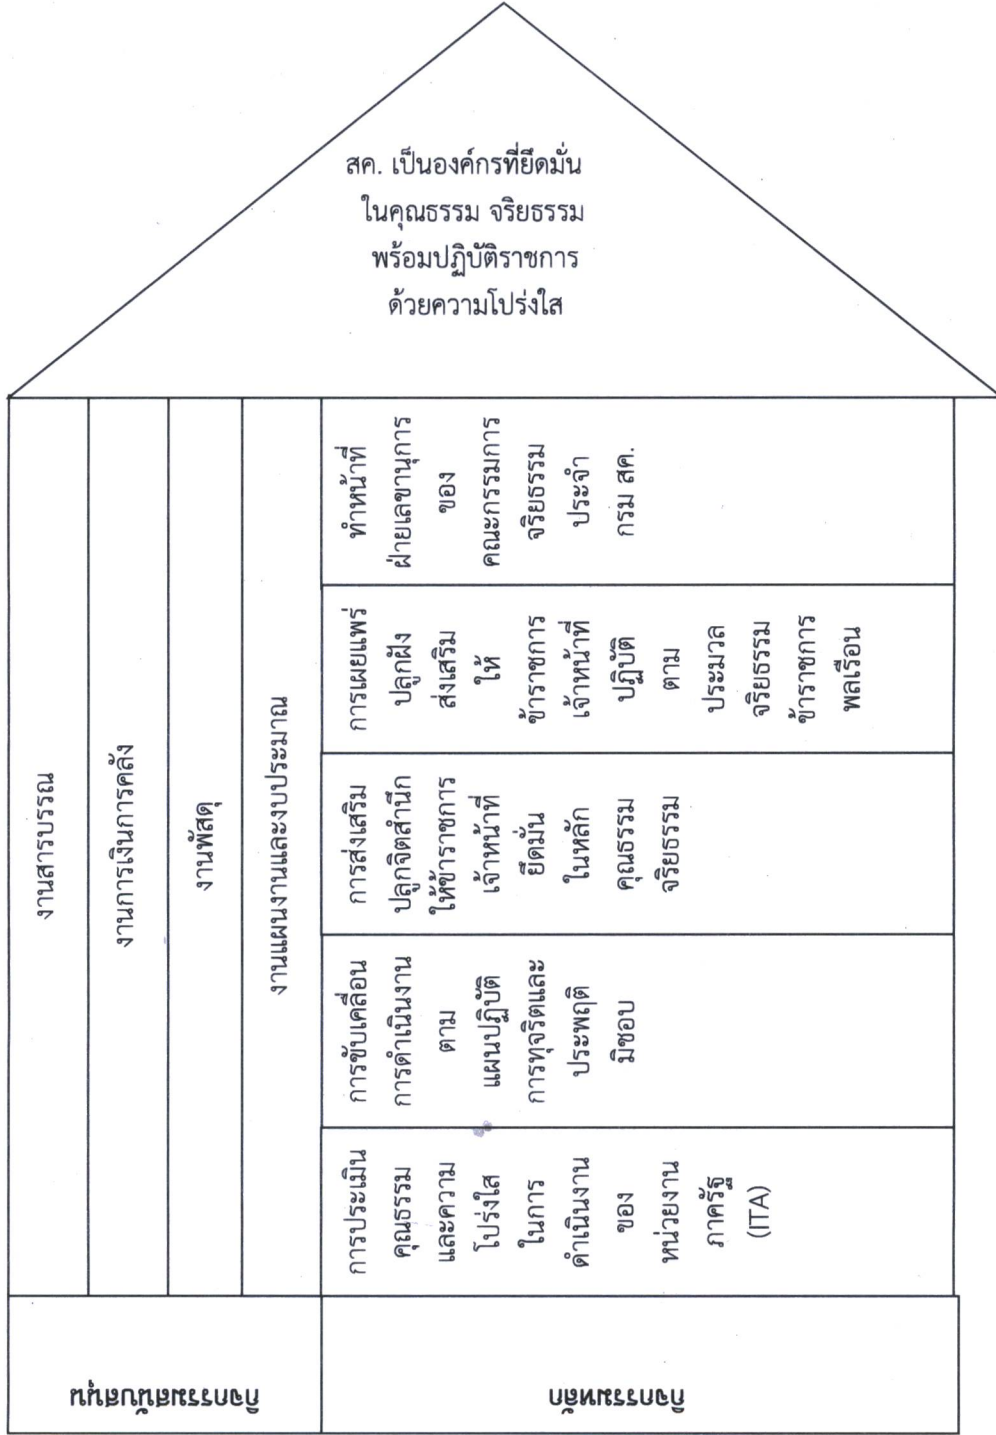 กิจกรรมสนับสนุน
งานสารบรรณ
งานการเงินการคลัง
งานพัสดุ
งานแผนงานและงบประมาณ
กิจกรรมหลัก
การประเมิน
คุณธรรม
และความ
โปร่งใส
ในการ
ดำเนินงาน
ของ
หน่วยงาน
ภาครัฐ
(ITA)
การขับเคลื่อน
การดำเนินงาน
ตาม
แผนปฏิบัติ
การทุจริตและ
ประพฤติ
มิชอบ
การส่งเสริม
ปลูกจิตสำนึก
ให้ข้าราชการ
เจ้าหน้าที่
ยึดมั่น
ในหลัก
คุณธรรม
จริยธรรม
การเผยแพร่
ปลูกฝัง
ส่งเสริม
ให้
ข้าราชการ
เจ้าหน้าที่
ปฏิบัติ
ตาม
ประมวล
จริยธรรม
ข้าราชการ
พลเรือน
ทำหน้าที่
ฝ่ายเลขานุการ
ของ
คณะกรรมการ
จริยธรรม
ประจำ
กรม สค.
สค. เป็นองค์กรที่ยึดมั่น
ในคุณธรรม จริยธรรม
พร้อมปฏิบัติราชการ
ด้วยความโปร่งใส